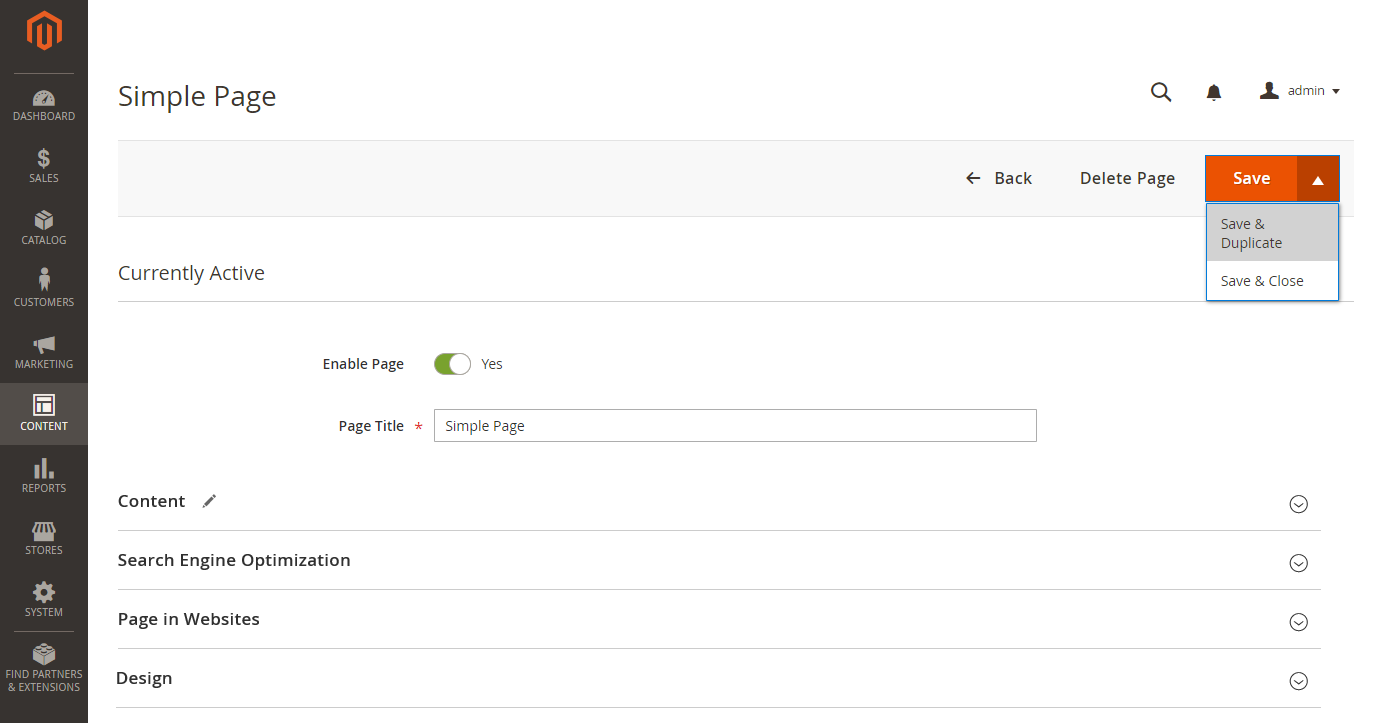 DASHBOARD
SALES
CATALOG
CUSTOMERS
MARKETING
CONTENT
REPORTS
STORES
SYSTEM
FIND PARTNERS
& EXTENSIONS
Simple Page
admin
Back
Delete Page
Save
Save &
Duplicate
Save & Close
Currently Active
Enable Page
Yes
Page Title *
Simple Page
Content
Search Engine Optimization
Page in Websites
Design